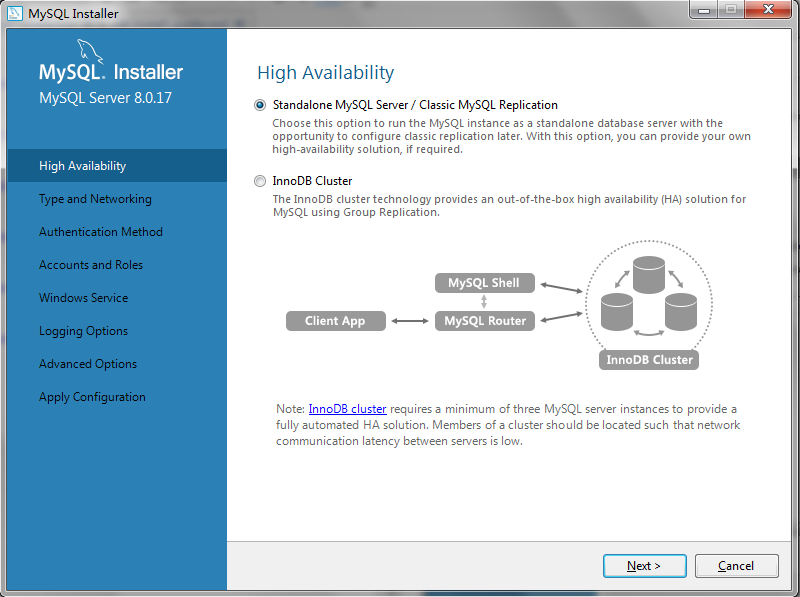 MySQL Installer
MySQL. Installer
MySQL Server 8.0.17
High Availability
Type and Networking
Authentication Method
Accounts and Roles
Windows Service
Logging Options
Advanced Options
Apply Configuration
High Availability
Standalone MySQL Server / Classic MySQL Replication
Choose this option to run the MySQL instance as a standalone database server with the
opportunity to configure classic replication later. With this option, you can provide your own
high-availability solution, if required.
InnoDB Cluster
The InnoDB cluster technology provides an out-of-the-box high availability (HA) solution for
MySQL using Group Replication.
MySQL Shell
Client App
MySQL Router
InnoDB Cluster
Note: InnoDB cluster requires a minimum of three MySQL server instances to provide a
fully automated HA solution. Members of a cluster should be located such that network
communication latency between servers is low.
Next >
Cancel